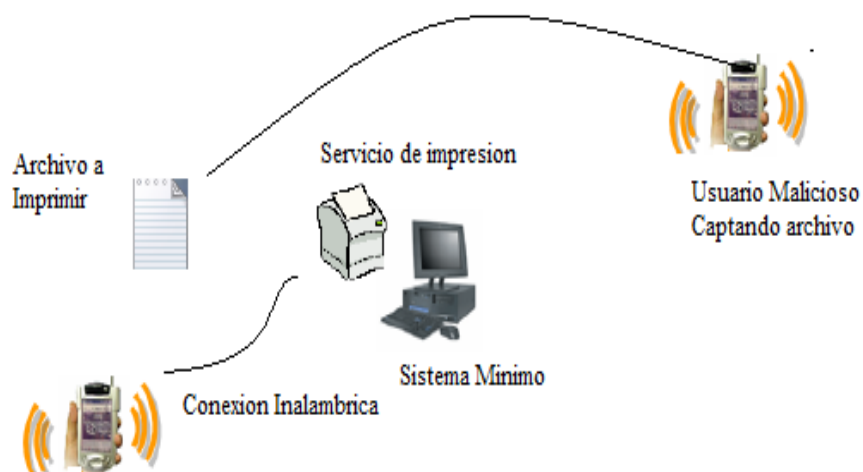 Archivo a
Imprimir
Servicio de impresion
Usuario Malicioso
Captando archivo
Sistema Minimo
Conexion Inalambrica